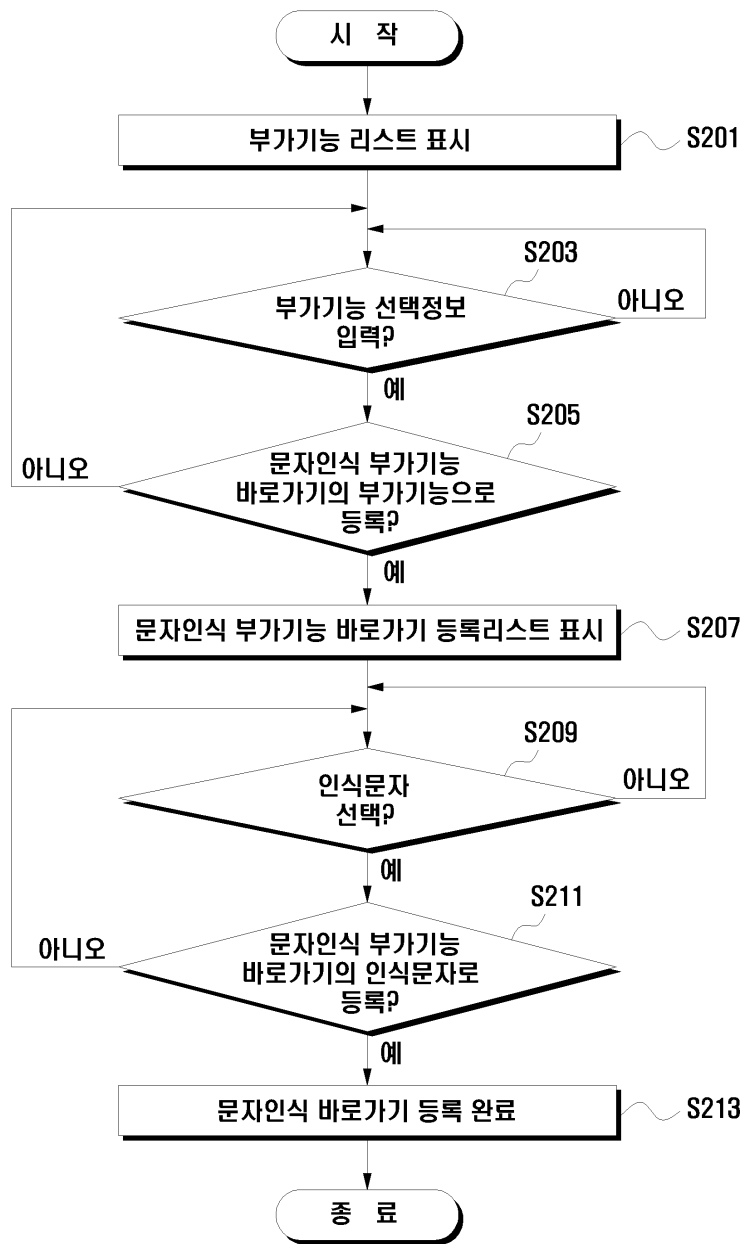 시 작
부가기능 리스트 표시
S201
S203
부가기능 선택정보
입력?
아니오
예
S205
문자인식 부가기능
바로가기의 부가기능으로
등록?
아니오
예
문자인식 부가기능 바로가기 등록리스트 표시
S207
S209
인식문자
선택?
아니오
예
S211
문자인식 부가기능
바로가기의 인식문자로
등록?
아니오
예
문자인식 바로가기 등록 완료
S213
종 료